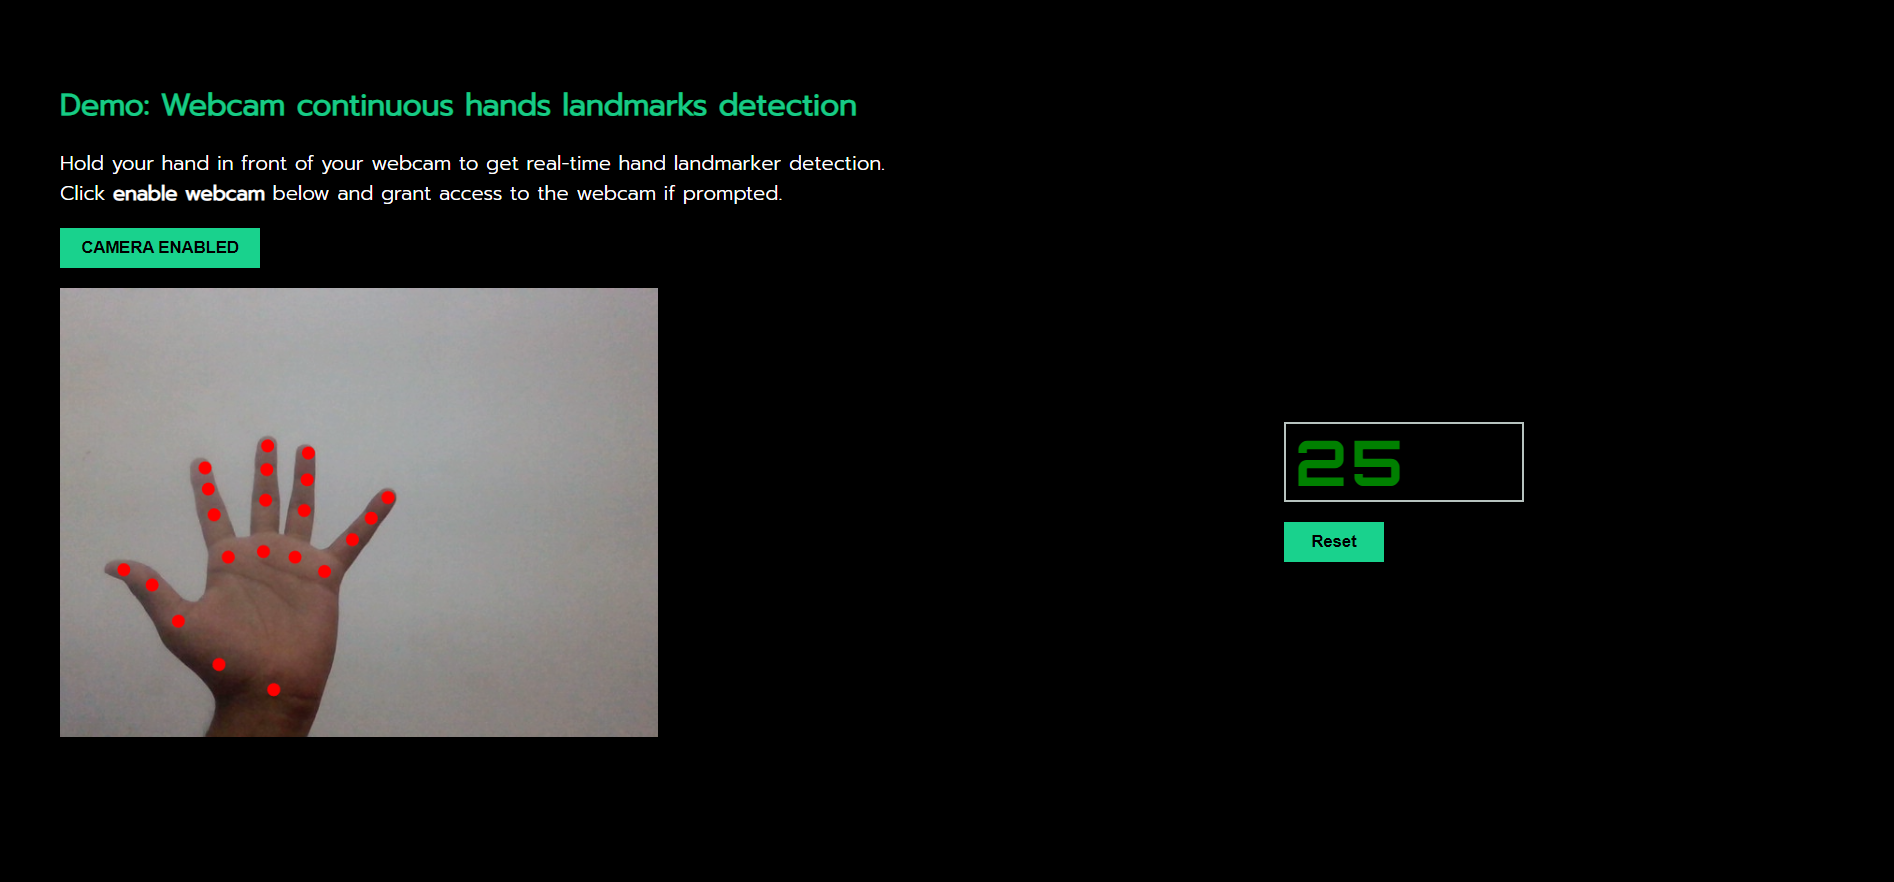 Demo: Webcam continuous hands landmarks detection
Hold your hand in front of your webcam to get real-time hand landmarker detection.
Click enable webcam below and grant access to the webcam if prompted.
CAMERA ENABLED
25
Reset